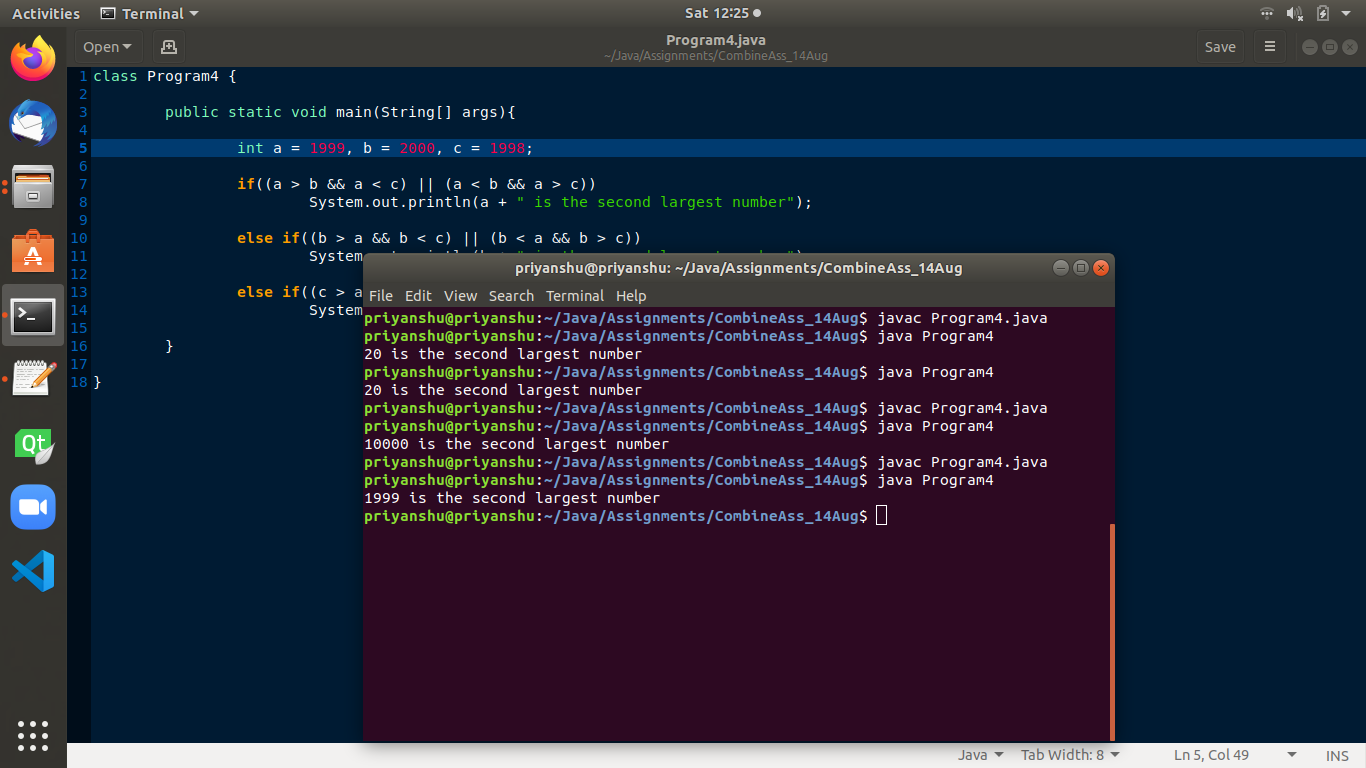 Activities Terminal Sat 12:25
Open Program4.java Save
~/Java/Assignments/CombineAss_14Aug
1 class Program4 {
2
3 public static void main(String[] args){
4
5 int a = 1999, b = 2000, c = 1998;
6
7 if((a > b && a < c) || (a < b && a > c))
8 System.out.println(a + " is the second largest number");
9
10 else if((b > a && b < c) || (b < a && b > c))
11 System
12
13 else if((c > a
14 System
15
16 }
17
18 }
priyanshu@priyanshu: ~/Java/Assignments/CombineAss_14Aug
File Edit View Search Terminal Help
priyanshu@priyanshu:~/Java/Assignments/CombineAss_14Aug$ javac Program4.java
priyanshu@priyanshu:~/Java/Assignments/CombineAss_14Aug$ java Program4
20 is the second largest number
priyanshu@priyanshu:~/Java/Assignments/CombineAss_14Aug$ java Program4
20 is the second largest number
priyanshu@priyanshu:~/Java/Assignments/CombineAss_14Aug$ javac Program4.java
priyanshu@priyanshu:~/Java/Assignments/CombineAss_14Aug$ java Program4
10000 is the second largest number
priyanshu@priyanshu:~/Java/Assignments/CombineAss_14Aug$ javac Program4.java
priyanshu@priyanshu:~/Java/Assignments/CombineAss_14Aug$ java Program4
1999 is the second largest number
priyanshu@priyanshu:~/Java/Assignments/CombineAss_14Aug$
Qt
Java Tab Width: 8 Ln 5, Col 49 INS